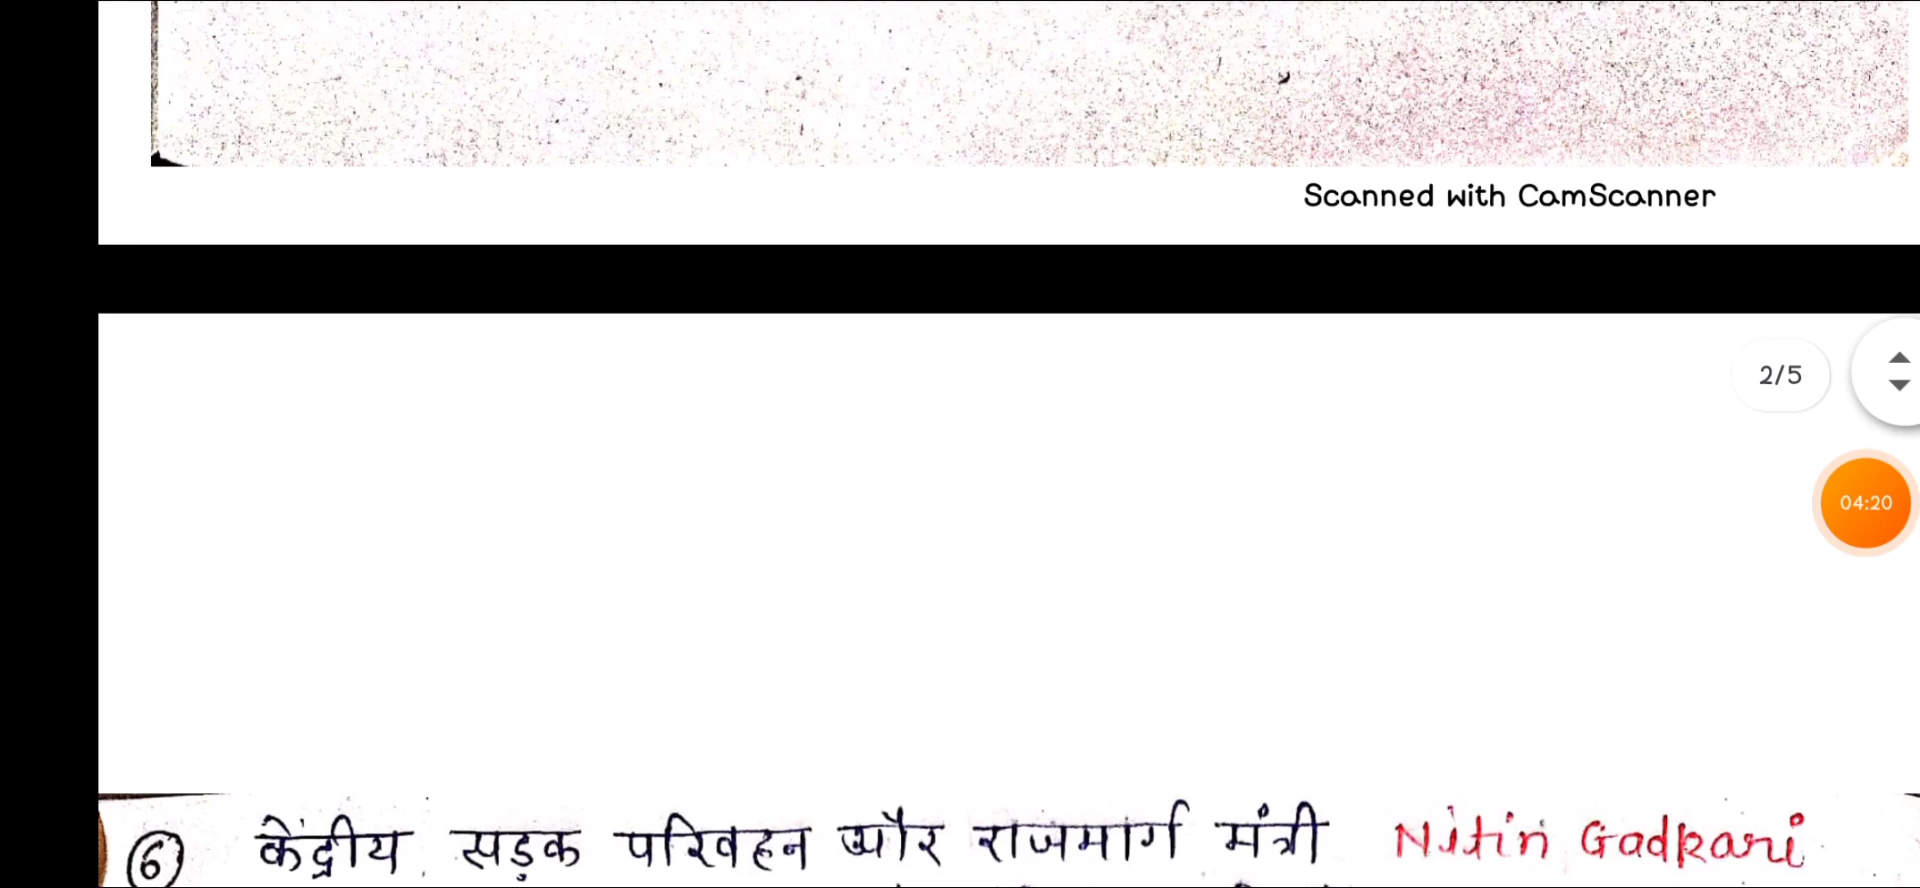 Scanned with CamScanner
2/5
04:20
⑥ केंद्रीय सड़क परिवहन और राजमार्ग मंत्री Nitin Gadkari